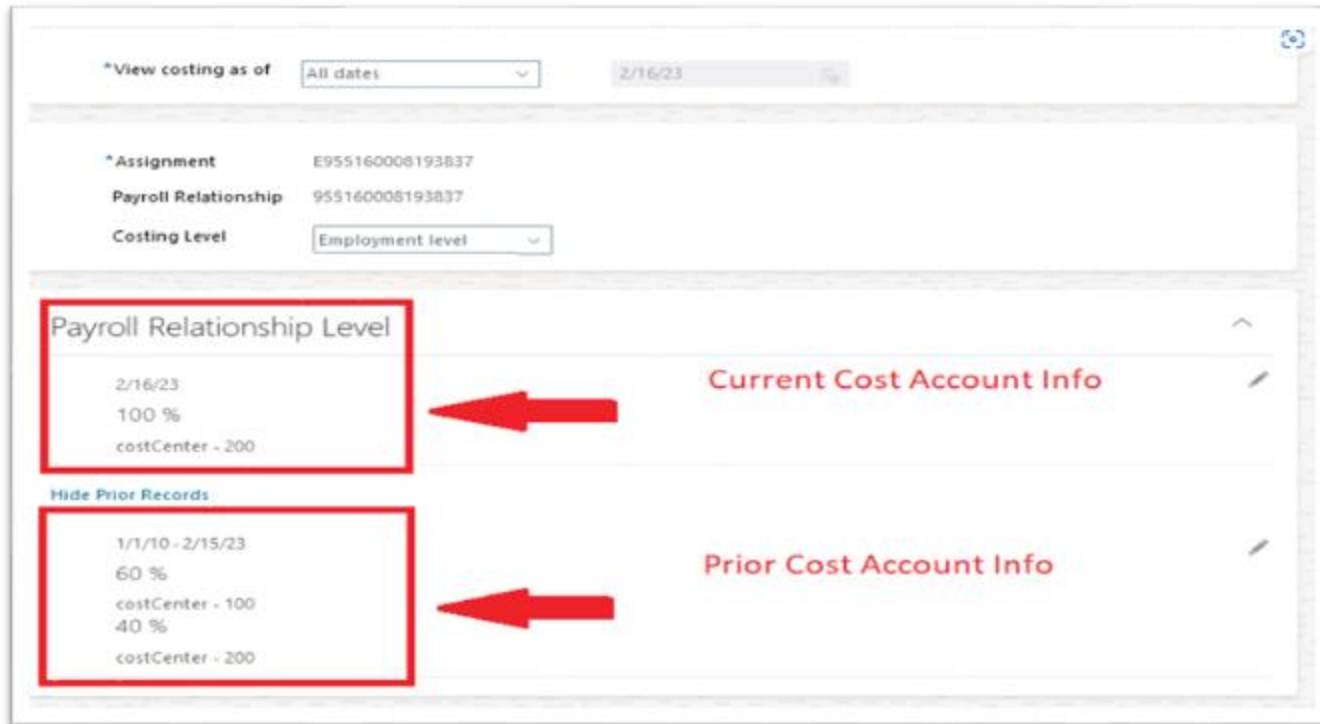 *View costing as of All dates 2/16/23
*Assignment E955160008193837
Payroll Relationship 955160008193837
Costing Level Employment level
Payroll Relationship Level
2/16/23
100 %
costCenter - 200
Current Cost Account Info
Hide Prior Records
1/1/10 - 2/15/23
60 %
costCenter - 100
40 %
costCenter - 200
Prior Cost Account Info